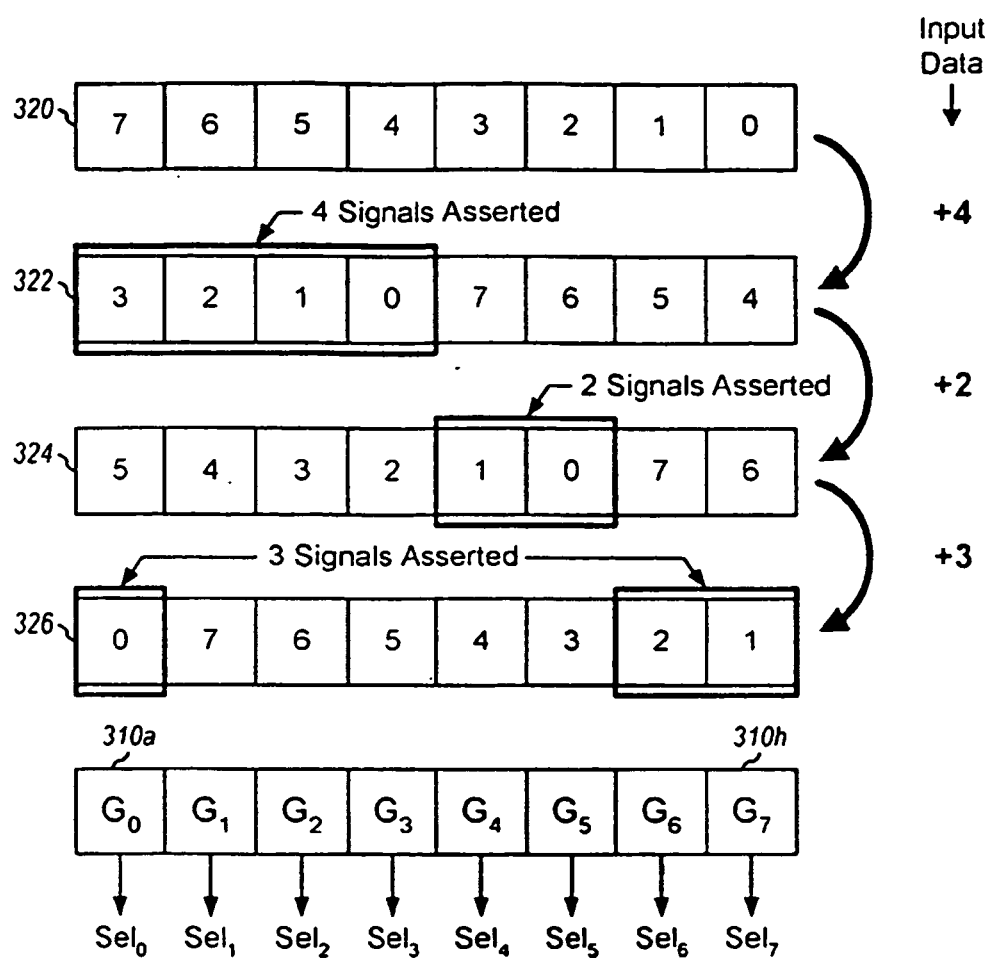 Input
Data
320 7 6 5 4 3 2 1 0
4 Signals Asserted +4
322 3 2 1 0 7 6 5 4
2 Signals Asserted +2
324 5 4 3 2 1 0 7 6
3 Signals Asserted +3
326 0 7 6 5 4 3 2 1
310a 310h
G₀ G₁ G₂ G₃ G₄ G₅ G₆ G₇
Sel₀ Sel₁ Sel₂ Sel₃ Sel₄ Sel₅ Sel₆ Sel₇